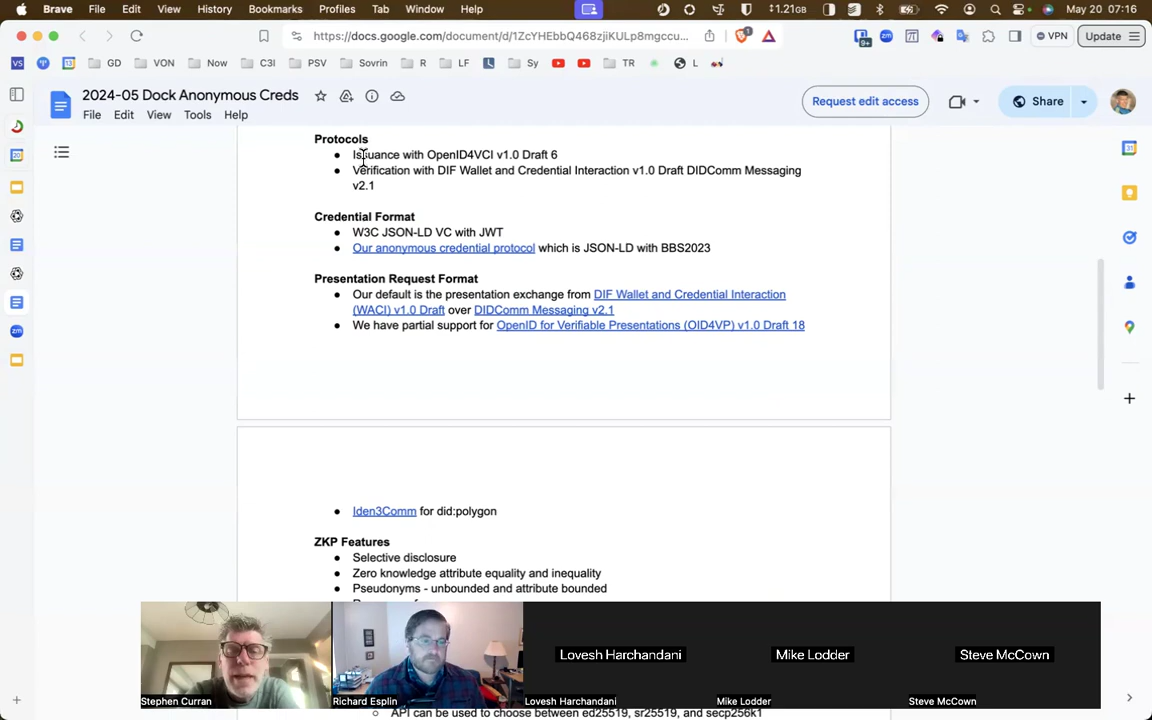 Brave File Edit View History Bookmarks Profiles Tab Window Help 1.21GB May 20 07:16
https://docs.google.com/document/d/1ZcYHEbbQ468zjiKULp8mgccu... 9+ VPN Update
VS GD VON Now C3I PSV Sovrin R LF Sy TR L
2024-05 Dock Anonymous Creds
Request edit access
Share
File Edit View Tools Help
Protocols
● Issuance with OpenID4VCI v1.0 Draft 6
● Verification with DIF Wallet and Credential Interaction v1.0 Draft DIDComm Messaging
v2.1
Credential Format
● W3C JSON-LD VC with JWT
● Our anonymous credential protocol which is JSON-LD with BBS2023
Presentation Request Format
● Our default is the presentation exchange from DIF Wallet and Credential Interaction
(WACI) v1.0 Draft over DIDComm Messaging v2.1
● We have partial support for OpenID for Verifiable Presentations (OID4VP) v1.0 Draft 18
● Iden3Comm for did:polygon
ZKP Features
● Selective disclosure
● Zero knowledge attribute equality and inequality
● Pseudonyms - unbounded and attribute bounded
Lovesh Harchandani
Mike Lodder
Steve McCown
Stephen Curran
Richard Esplin
Lovesh Harchandani
Mike Lodder
Steve McCown
○ API can be used to choose between ed25519, sr25519, and secp256k1